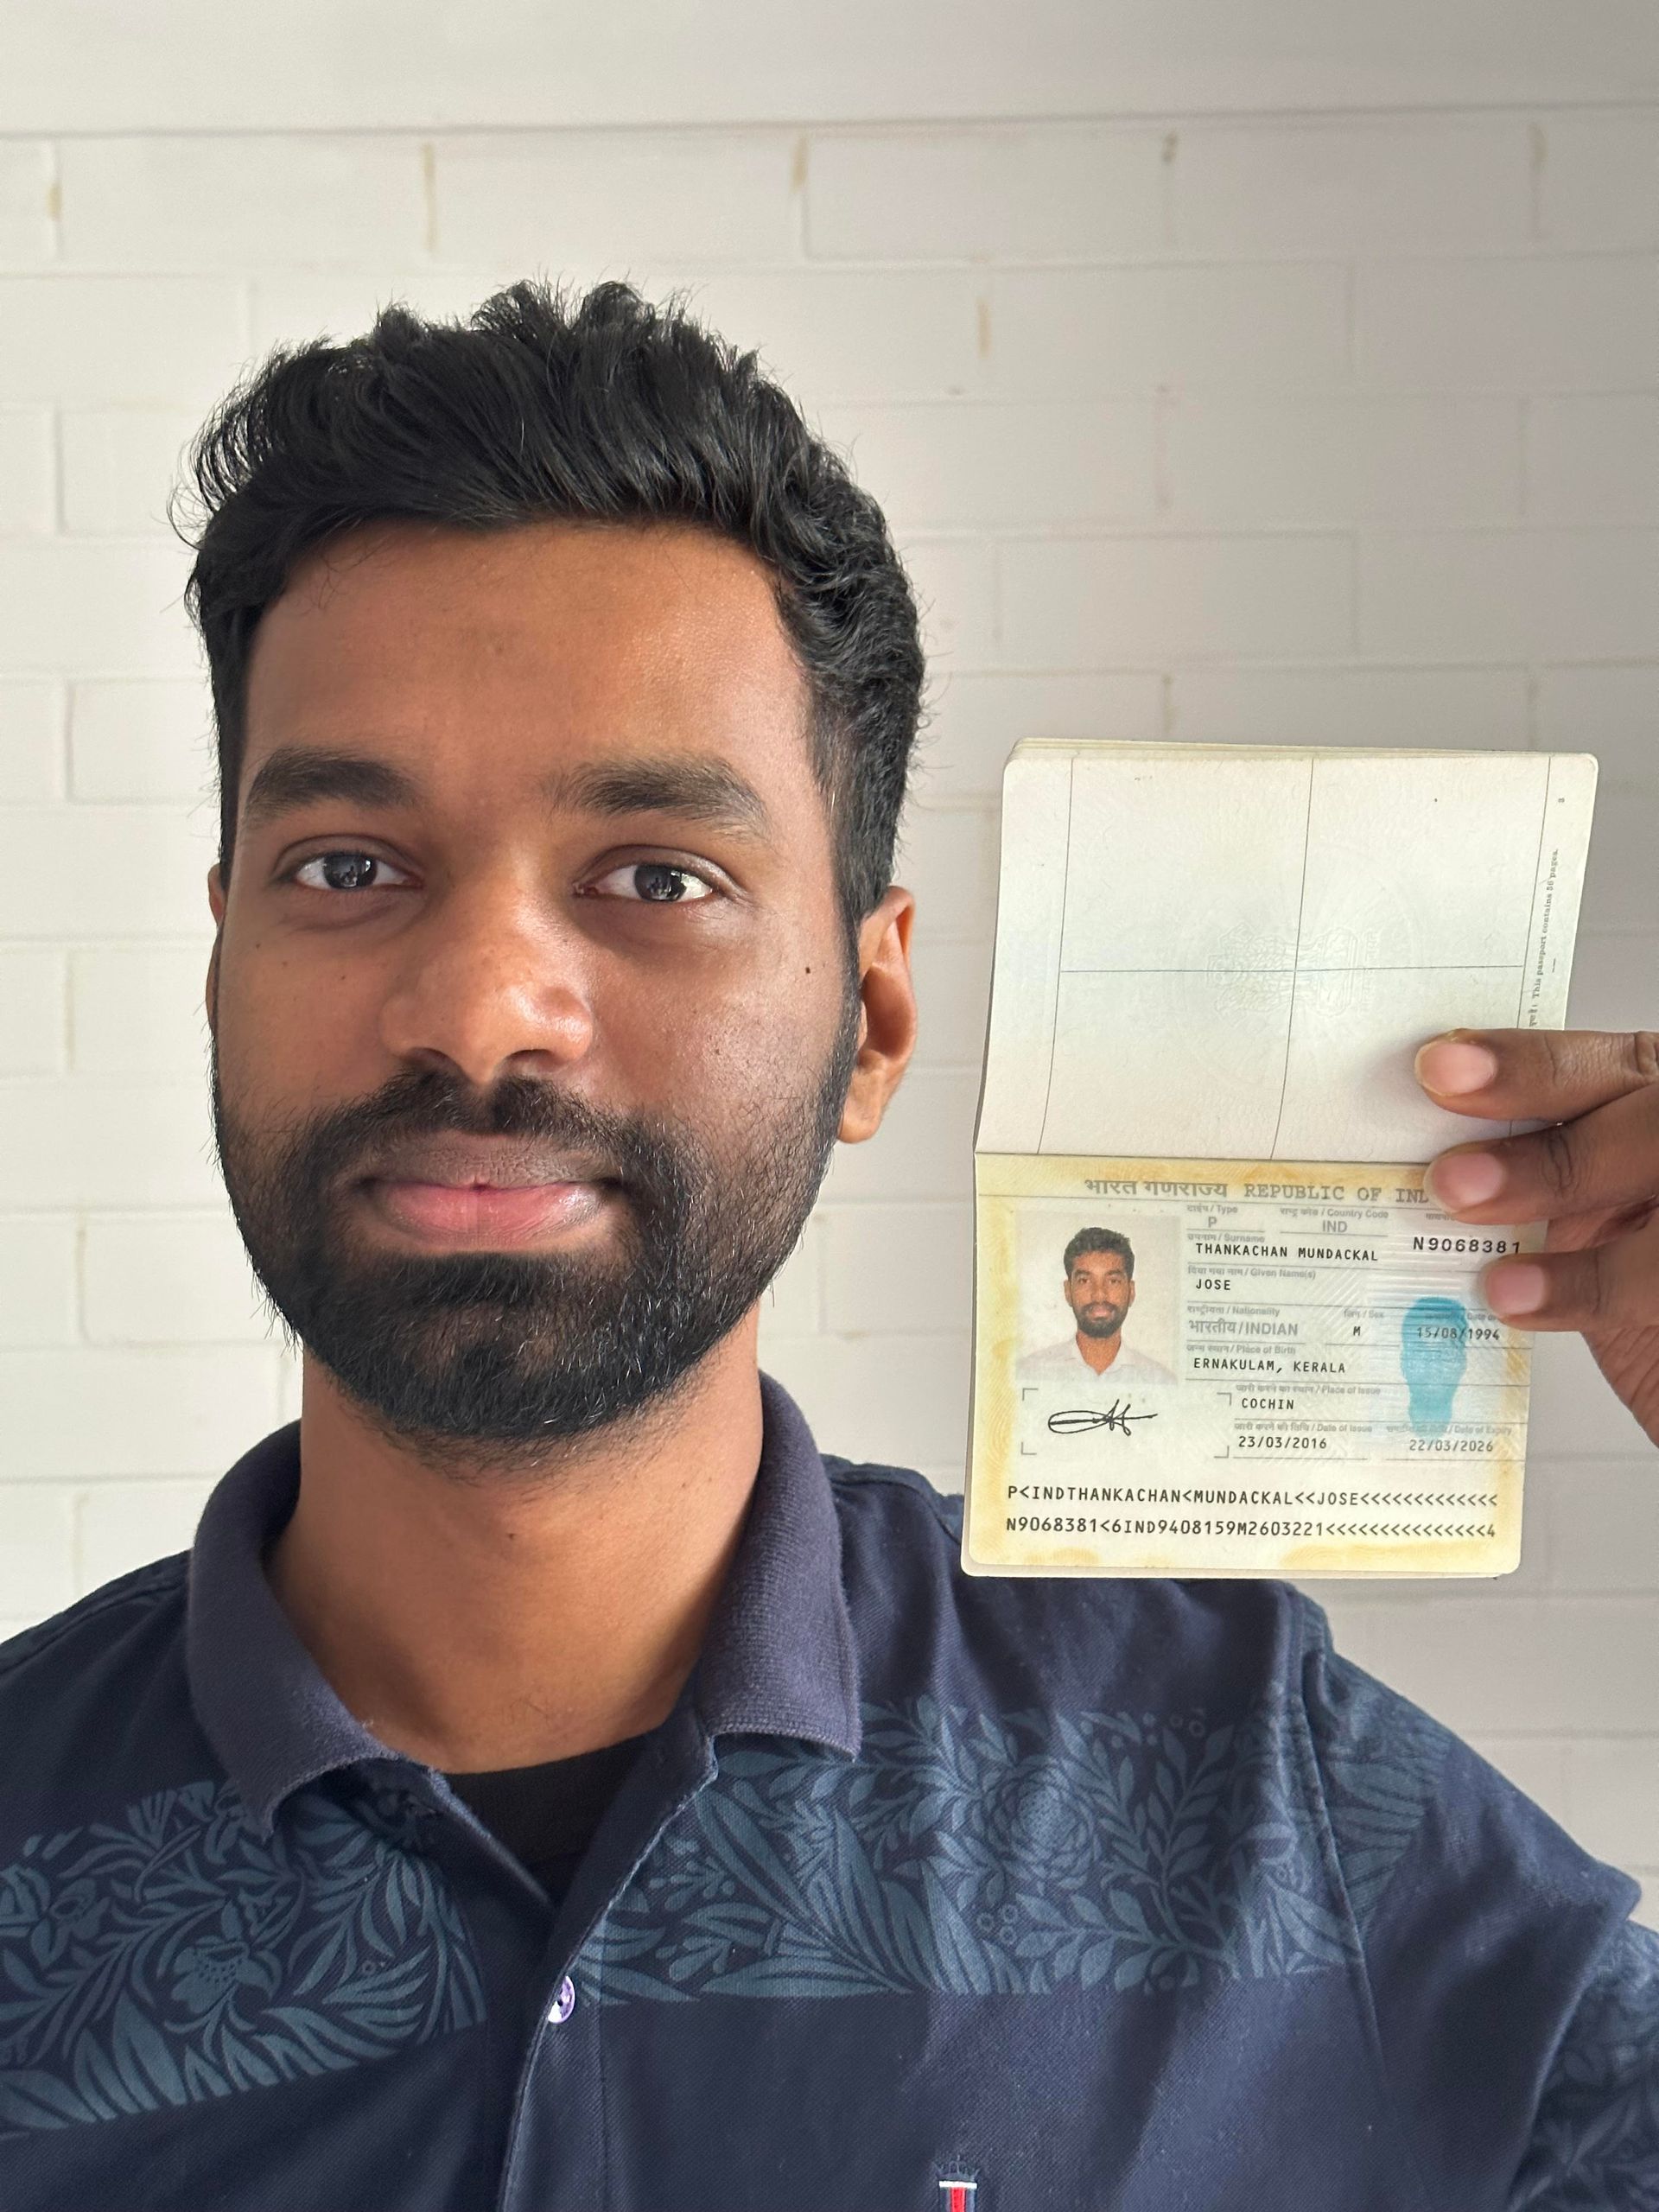 This passport contains 36 pages.
भारत गणराज्य REPUBLIC OF IND
टाईप / Type राष्ट्र कोड / Country Code
P IND
उपनाम / Surname
THANKACHAN MUNDACKAL N9068381
दिया गया नाम / Given Name(s)
JOSE
राष्ट्रीयता / Nationality लिंग / Sex
भारतीय / INDIAN M 15/08/1994
जन्म स्थान / Place of Birth
ERNAKULAM, KERALA
जारी करने का स्थान / Place of Issue
COCHIN
जारी करने की तिथि / Date of Issue / Date of Expiry
23/03/2016 22/03/2026
P<INDTHANKACHAN<MUNDACKAL<<JOSE<<<<<<<<<<<<<
N9068381<6IND9408159M2603221<<<<<<<<<<<<<<<4